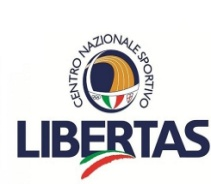 CENTRO NAZIONALE SPORTIVO
LIBERTAS